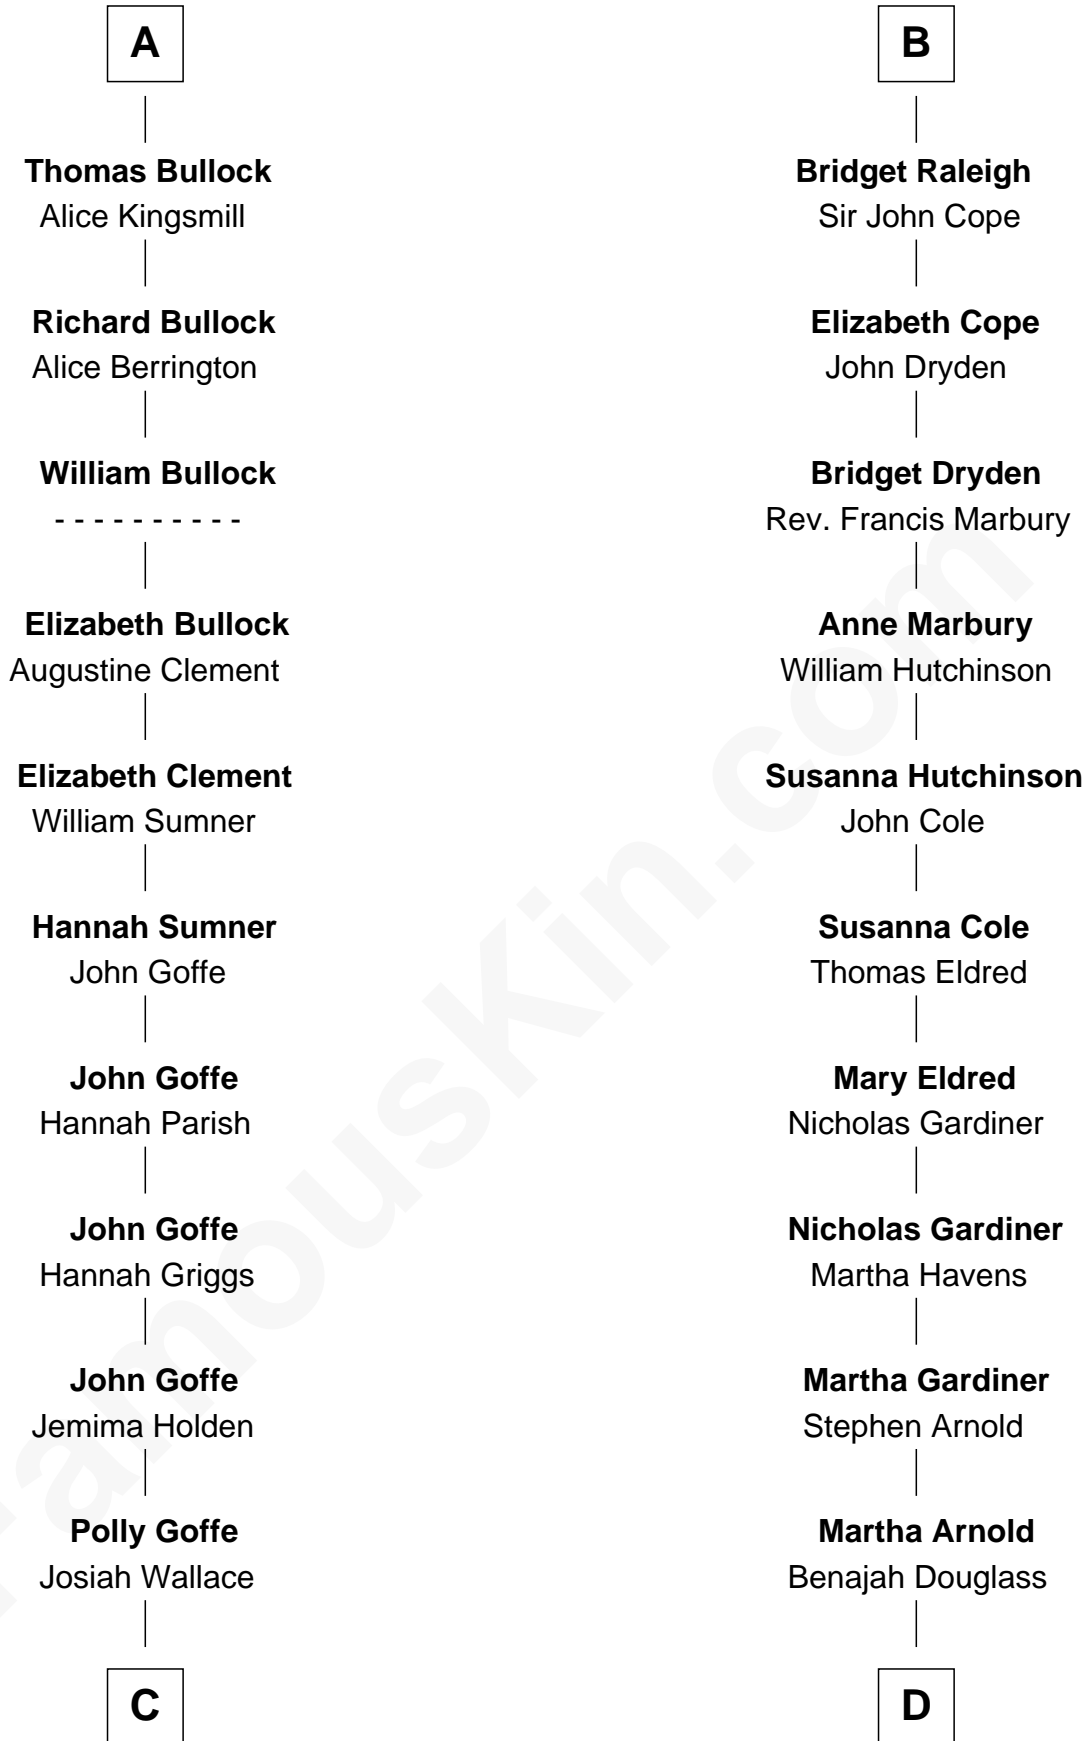 A
Thomas Bullock
Alice Kingsmill
Richard Bullock
Alice Berrington
William Bullock
- - - - - - - - - -
Elizabeth Bullock
Augustine Clement
Elizabeth Clement
William Sumner
Hannah Sumner
John Goffe
John Goffe
Hannah Parish
John Goffe
Hannah Griggs
John Goffe
Jemima Holden
Polly Goffe
Josiah Wallace
C
B
Bridget Raleigh
Sir John Cope
Elizabeth Cope
John Dryden
Bridget Dryden
Rev. Francis Marbury
Anne Marbury
William Hutchinson
Susanna Hutchinson
John Cole
Susanna Cole
Thomas Eldred
Mary Eldred
Nicholas Gardiner
Nicholas Gardiner
Martha Havens
Martha Gardiner
Stephen Arnold
Martha Arnold
Benajah Douglass
D
FamousKin.com